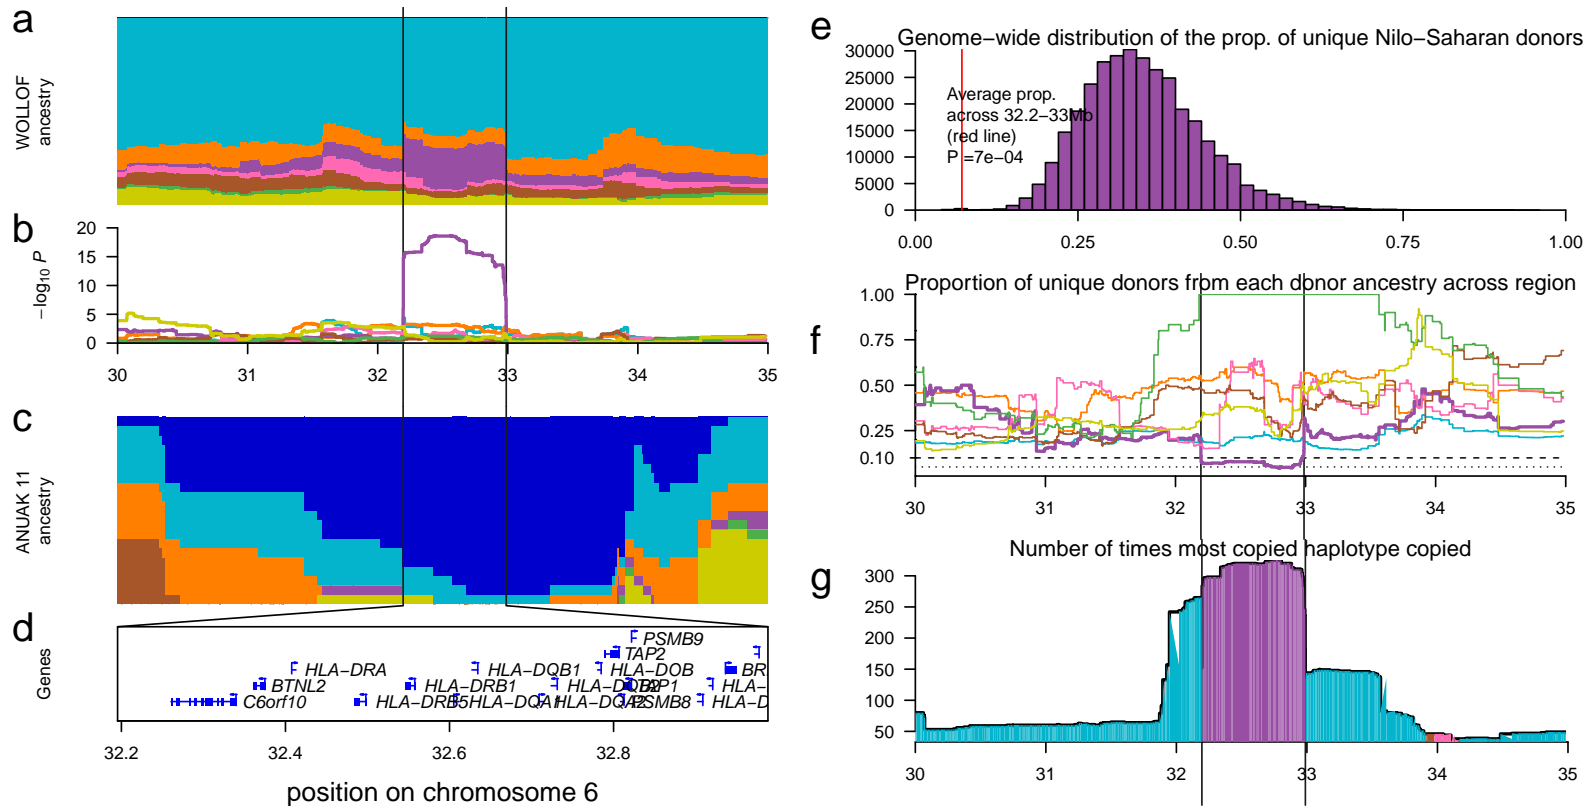 a
WOLLOF
ancestry
b
−log10 P
20
15
10
5
0
30 31 32 33 34 35
c
ANUAK 11
ancestry
d
Genes
PSMB9
TAP2
HLA−DRA HLA−DQB1 HLA−DOB BR
BTNL2 HLA−DRB1 HLA−DQB2 TAP1 HLA−
C6orf10 HLA−DRB5 HLA−DQA1 HLA−DQA2 PSMB8 HLA−D
32.2 32.4 32.6 32.8
position on chromosome 6
e
Genome−wide distribution of the prop. of unique Nilo−Saharan donors
30000
25000
20000
15000
10000
5000
0
Average prop.
across 32.2−33Mb
(red line)
P =7e−04
0.00 0.25 0.50 0.75 1.00
f
Proportion of unique donors from each donor ancestry across region
1.00
0.75
0.50
0.25
0.10
30 31 32 33 34 35
g
Number of times most copied haplotype copied
300
250
200
150
100
50
30 31 32 33 34 35